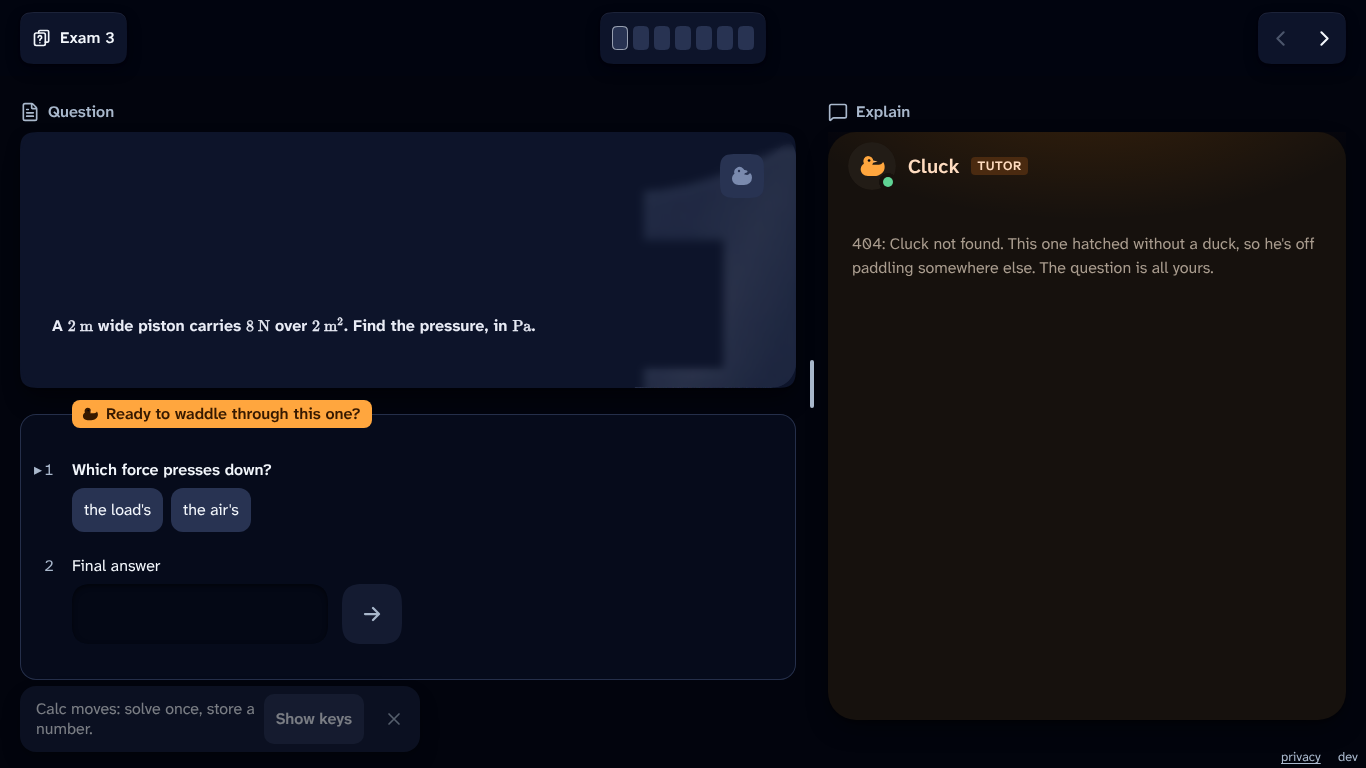 Exam 3
Question
Explain
1
A 2 m wide piston carries 8 N over 2 m². Find the pressure, in Pa.
Cluck TUTOR
404: Cluck not found. This one hatched without a duck, so he's off
paddling somewhere else. The question is all yours.
Ready to waddle through this one?
▸1 Which force presses down?
the load's the air's
2 Final answer
Calc moves: solve once, store a
number.
Show keys
privacy dev